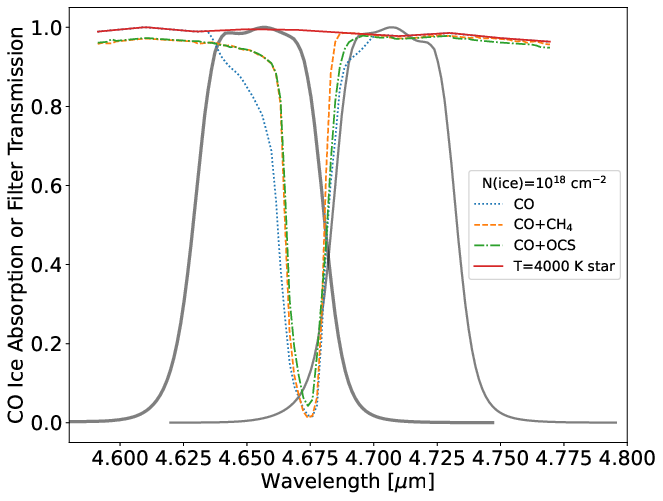 CO Ice Absorption or Filter Transmission
1.0
0.8
0.6
0.4
0.2
0.0
N(ice)=10¹⁸ cm⁻²
CO
CO+CH₄
CO+OCS
T=4000 K star
4.600 4.625 4.650 4.675 4.700 4.725 4.750 4.775 4.800
Wavelength [μm]